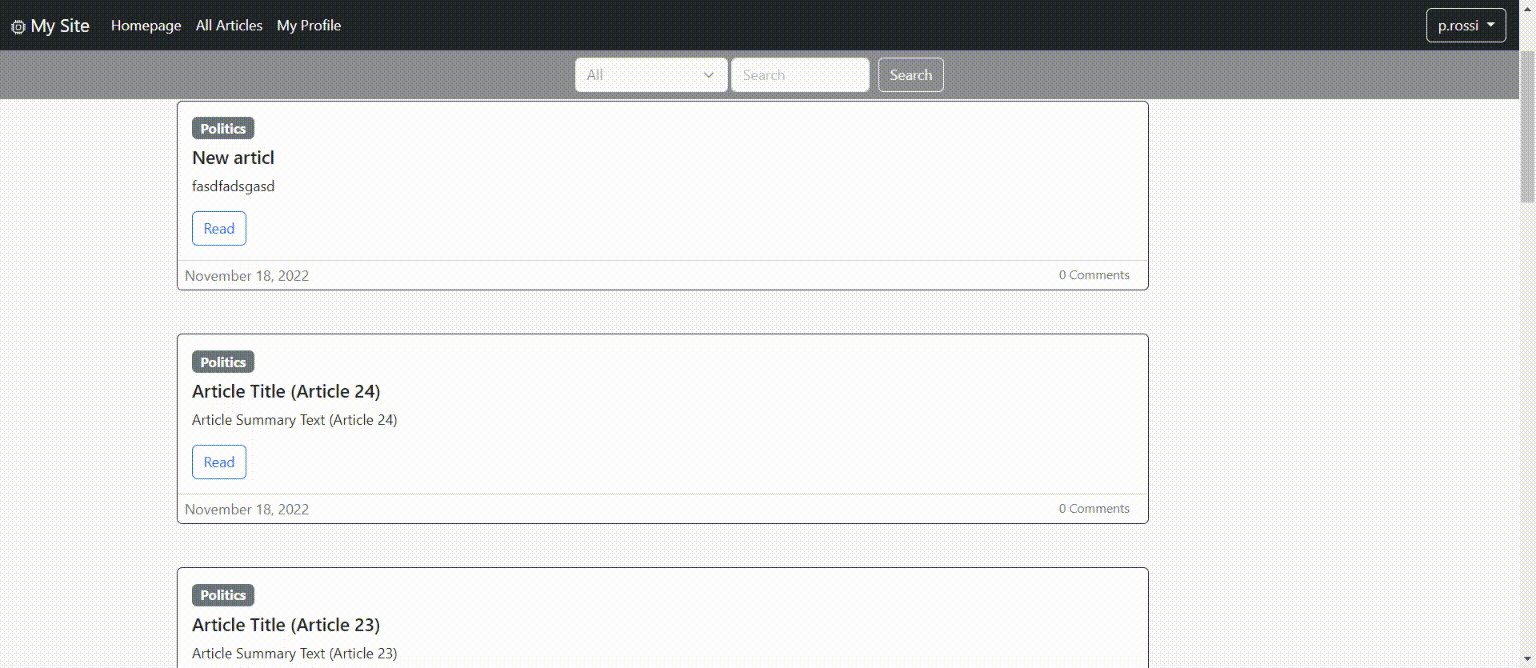 My Site Homepage All Articles My Profile p.rossi
All Search Search
Politics
New articl
fasdfadsgasd
Read
November 18, 2022 0 Comments
Politics
Article Title (Article 24)
Article Summary Text (Article 24)
Read
November 18, 2022 0 Comments
Politics
Article Title (Article 23)
Article Summary Text (Article 23)